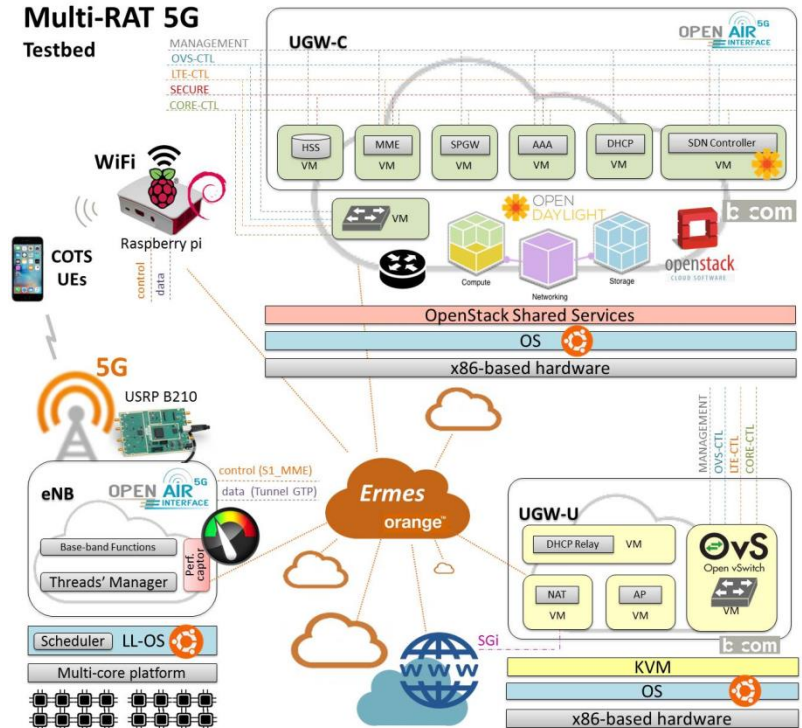 Multi-RAT 5G
Testbed
UGW-C
OPEN AIR 5G
INTERFACE
MANAGEMENT
OVS-CTL
LTE-CTL
SECURE
CORE-CTL
HSS
VM
MME
VM
SPGW
VM
AAA
VM
DHCP
VM
SDN Controller
VM
WiFi
Raspberry pi
VM
OPEN
DAYLIGHT
b com
COTS
UEs
control
data
Compute
Networking
Storage
openstack
CLOUD SOFTWARE
OpenStack Shared Services
OS
x86-based hardware
5G
USRP B210
MANAGEMENT
OVS-CTL
LTE-CTL
CORE-CTL
eNB
OPEN AIR 5G
INTERFACE
control (S1_MME)
data (Tunnel GTP)
Ermes
orange™
Base-band Functions
Threads' Manager
Perf.
captor
UGW-U
DHCP Relay
VM
NAT
VM
AP
VM
OvS
Open vSwitch
VM
b com
SGi
www
Scheduler LL-OS
Multi-core platform
KVM
OS
x86-based hardware